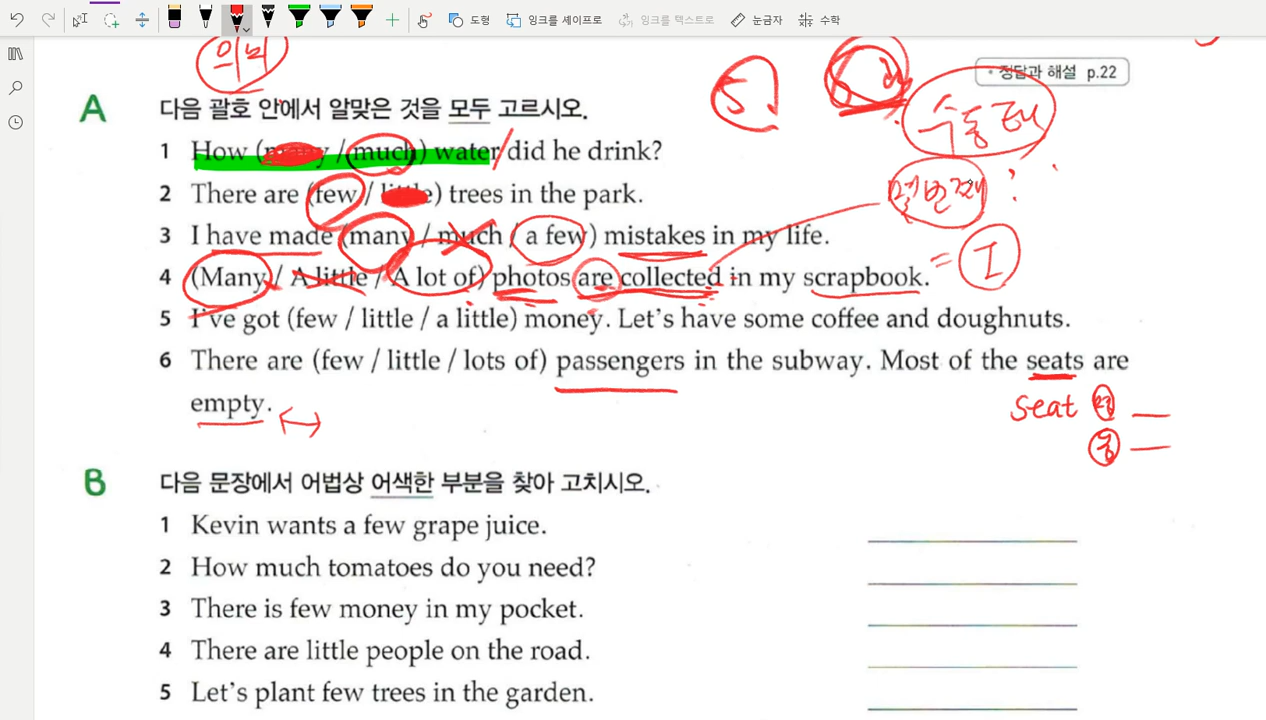 도형 잉크를 셰이프로 잉크를 텍스트로 눈금자 수학
의뇌
정답과 해설 p.22
수동태
A 다음 괄호 안에서 알맞은 것을 모두 고르시오.
1 How (many / much) water/did he drink?
2 There are (few / little) trees in the park.
몇번째?
3 I have made (many / much / a few) mistakes in my life.
4 (Many / A little / A lot of) photos are collected in my scrapbook.
= I
5 I've got (few / little / a little) money. Let's have some coffee and doughnuts.
6 There are (few / little / lots of) passengers in the subway. Most of the seats are
empty.
seat 명
동
B 다음 문장에서 어법상 어색한 부분을 찾아 고치시오.
1 Kevin wants a few grape juice.
2 How much tomatoes do you need?
3 There is few money in my pocket.
4 There are little people on the road.
5 Let's plant few trees in the garden.